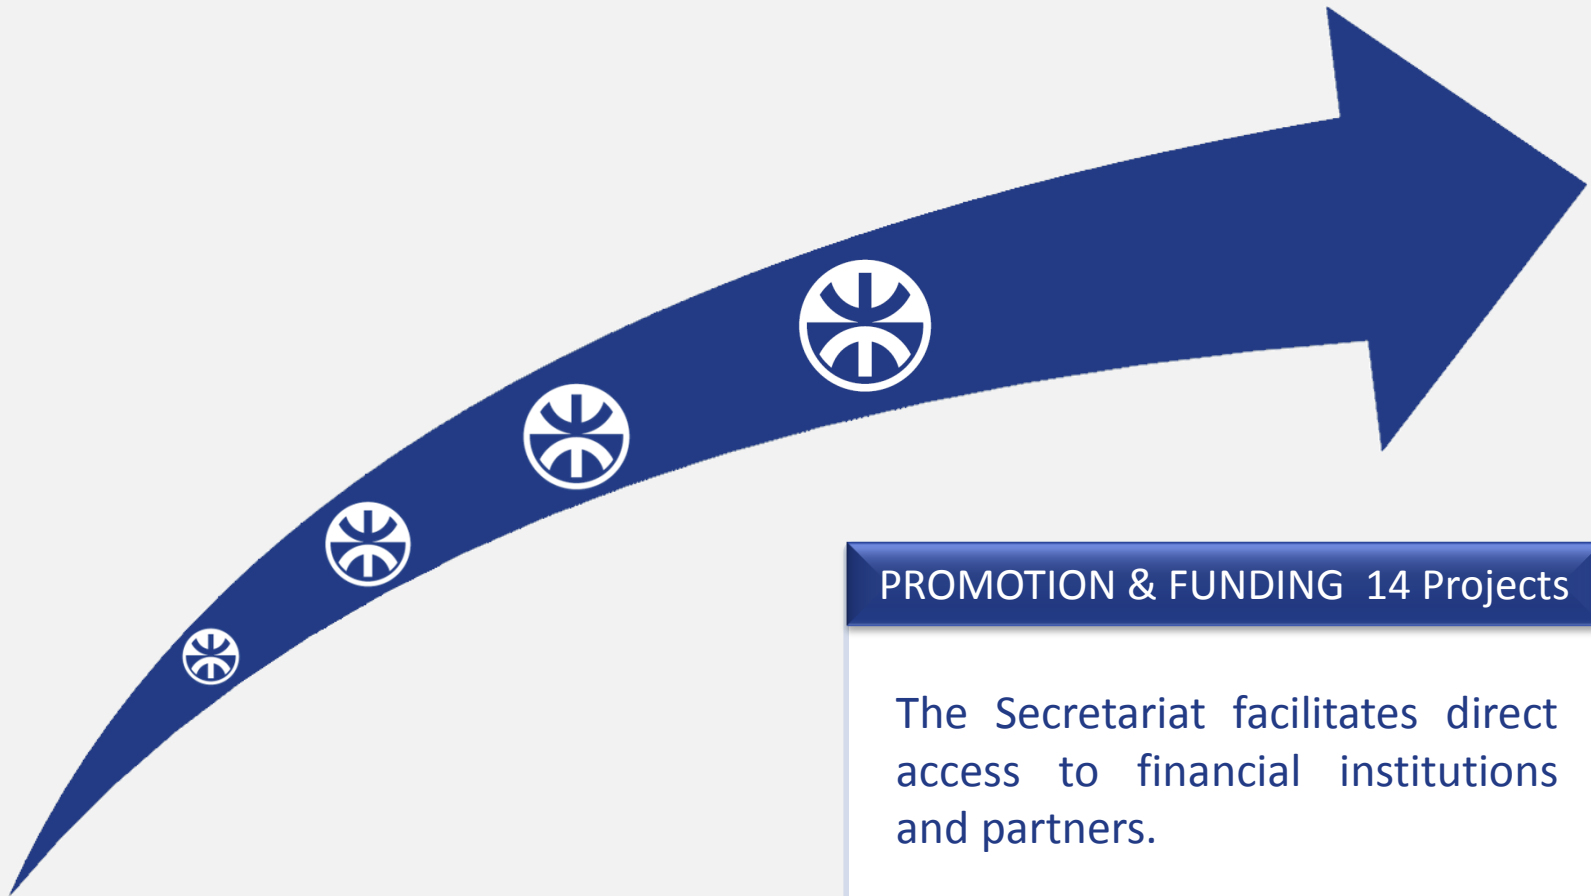 PROMOTION & FUNDING 14 Projects
The Secretariat facilitates direct
access to financial institutions
and partners.